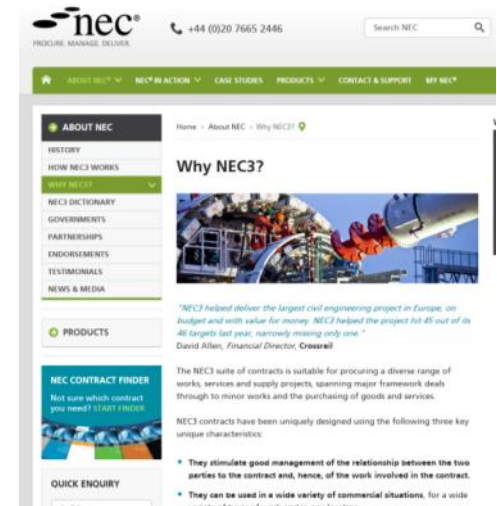 nec®
PROCURE. MANAGE. DELIVER.
+44 (0)20 7665 2446
Search NEC
ABOUT NEC®
NEC® IN ACTION
CASE STUDIES
PRODUCTS
CONTACT & SUPPORT
MY NEC®
ABOUT NEC
HISTORY
HOW NEC3 WORKS
WHY NEC3?
NEC3 DICTIONARY
GOVERNMENTS
PARTNERSHIPS
ENDORSEMENTS
TESTIMONIALS
NEWS & MEDIA
PRODUCTS
NEC CONTRACT FINDER
Not sure which contract
you need? START FINDER
QUICK ENQUIRY
Home > About NEC > Why NEC3?
Why NEC3?
"NEC3 helped deliver the largest civil engineering project in Europe, on
budget and with value for money. NEC3 helped the project hit 45 out of its
46 targets last year, narrowly missing only one."
David Allen, Financial Director, Crossrail
The NEC3 suite of contracts is suitable for procuring a diverse range of
works, services and supply projects, spanning major framework deals
through to minor works and the purchasing of goods and services.
NEC3 contracts have been uniquely designed using the following three key
unique characteristics:
• They stimulate good management of the relationship between the two
parties to the contract and, hence, of the work involved in the contract.
• They can be used in a wide variety of commercial situations, for a wide